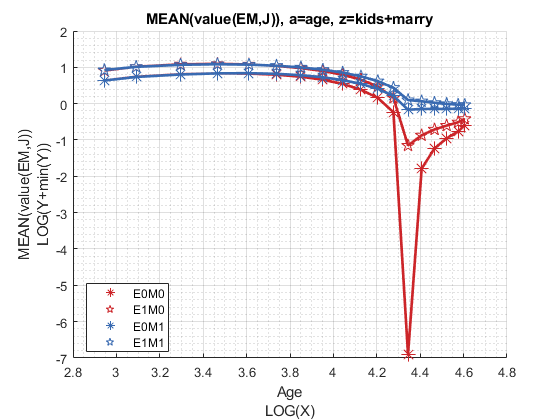 MEAN(value(EM,J)), a=age, z=kids+marry
2
1
0
-1
-2
-3
-4
-5
-6
-7
MEAN(value(EM,J))
LOG(Y+min(Y))
E0M0
E1M0
E0M1
E1M1
2.8
3
3.2
3.4
3.6
3.8
4
4.2
4.4
4.6
4.8
Age
LOG(X)